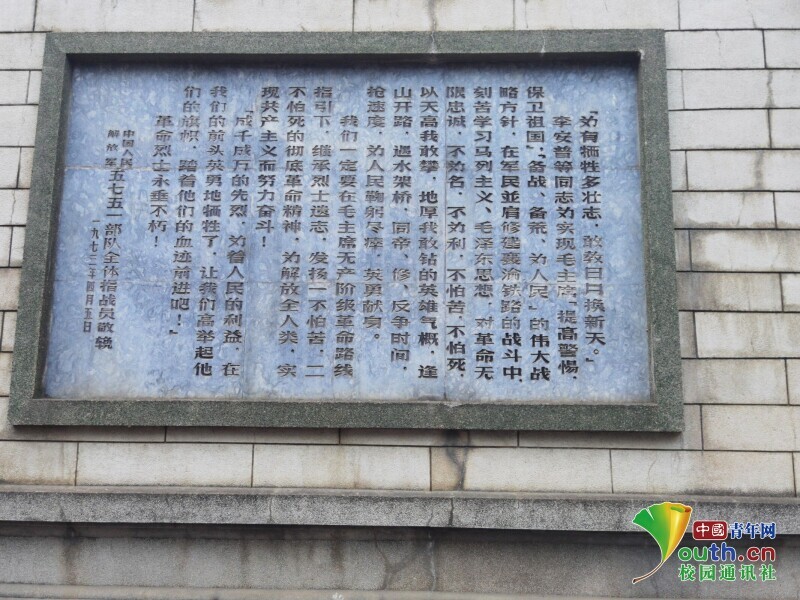 “为有牺牲多壮志，敢教日月换新天。”
李安普等同志为实现毛主席“提高警惕，
保卫祖国”，“备战、备荒、为人民”的伟大战
略方针，在军民並肩修建襄渝铁路的战斗中，
刻苦学习马列主义、毛泽东思想，对革命无
限忠诚，不为名，不为利，不怕苦，不怕死，
以天高我敢攀，地厚我敢钻的英雄气概，逢
山开路，遇水架桥，同帝、修、反争时间，
抢速度，为人民鞠躬尽瘁，英勇献身。
我们一定要在毛主席无产阶级革命路线
指引下，继承烈士遗志，发扬一不怕苦，二
不怕死的彻底革命精神，为解放全人类，实
现共产主义而努力奋斗！
“成千成万的先烈，为着人民的利益，在
我们的前头英勇地牺牲了，让我们高举起他
们的旗帜，踏着他们的血迹前进吧！”
革命烈士永垂不朽！
中国人民
解放军
五七五一部队全体指战员敬挽
一九七三年四月五日
中國青年网
youth.cn
校园通讯社